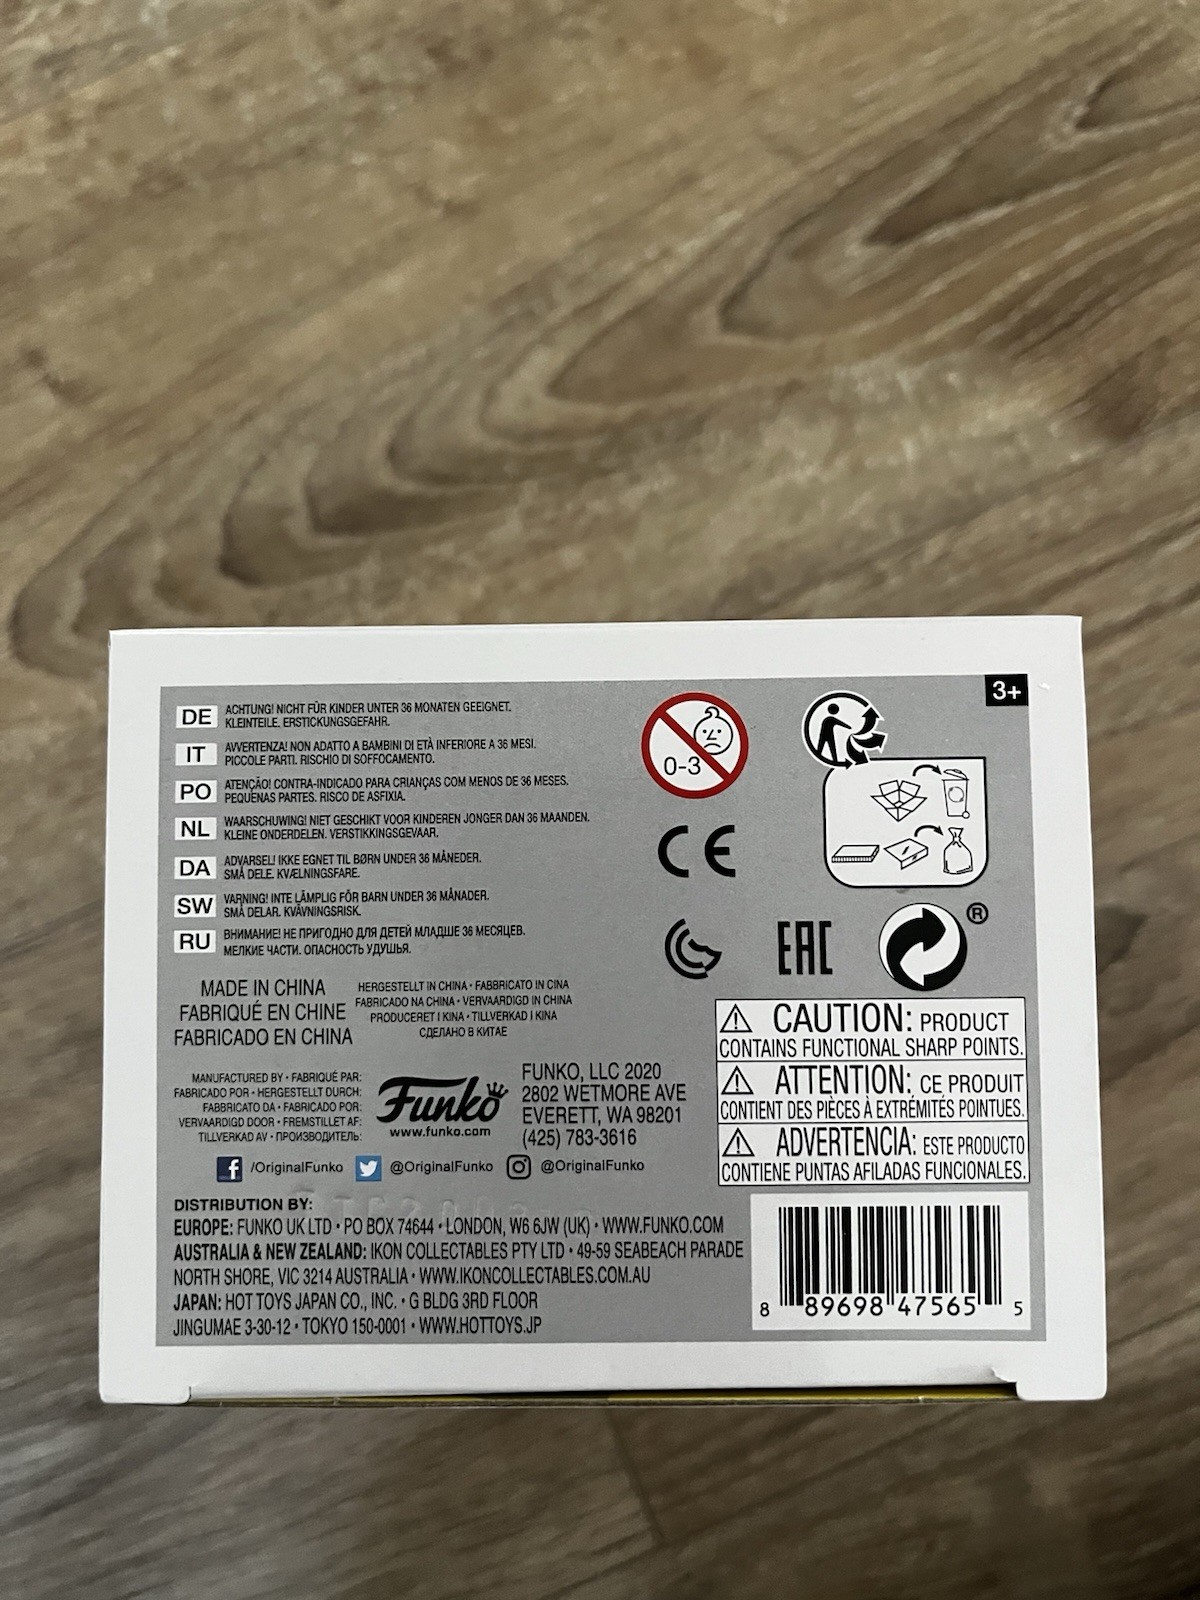 3+
DE ACHTUNG! NICHT FÜR KINDER UNTER 36 MONATEN GEEIGNET.
KLEINTEILE. ERSTICKUNGSGEFAHR.
IT AVVERTENZA! NON ADATTO A BAMBINI DI ETÀ INFERIORE A 36 MESI.
PICCOLE PARTI. RISCHIO DI SOFFOCAMENTO.
PO ATENÇÃO! CONTRA-INDICADO PARA CRIANÇAS COM MENOS DE 36 MESES.
PEQUENAS PARTES. RISCO DE ASFIXIA.
NL WAARSCHUWING! NIET GESCHIKT VOOR KINDEREN JONGER DAN 36 MAANDEN.
KLEINE ONDERDELEN. VERSTIKKINGSGEVAAR.
DA ADVARSEL! IKKE EGNET TIL BØRN UNDER 36 MÅNEDER.
SMÅ DELE. KVÆLNINGSFARE.
SW VARNING! INTE LÄMPLIG FÖR BARN UNDER 36 MÅNADER.
SMÅ DELAR. KVÄVNINGSRISK.
RU ВНИМАНИЕ! НЕ ПРИГОДНО ДЛЯ ДЕТЕЙ МЛАДШЕ 36 МЕСЯЦЕВ.
МЕЛКИЕ ЧАСТИ. ОПАСНОСТЬ УДУШЬЯ.
0-3
CE
EAC
®
MADE IN CHINA
FABRIQUÉ EN CHINE
FABRICADO EN CHINA
HERGESTELLT IN CHINA • FABBRICATO IN CINA
FABRICADO NA CHINA • VERVAARDIGD IN CHINA
PRODUCERET I KINA • TILLVERKAD I KINA
СДЕЛАНО В КИТАЕ
MANUFACTURED BY • FABRIQUÉ PAR:
FABRICADO POR • HERGESTELLT DURCH:
FABBRICATO DA • FABRICADO POR:
VERVAARDIGD DOOR • FREMSTILLET AF:
TILLVERKAD AV • ПРОИЗВОДИТЕЛЬ:
Funko
www.funko.com
FUNKO, LLC 2020
2802 WETMORE AVE
EVERETT, WA 98201
(425) 783-3616
/OriginalFunko @OriginalFunko @OriginalFunko
CAUTION: PRODUCT
CONTAINS FUNCTIONAL SHARP POINTS.
ATTENTION: CE PRODUIT
CONTIENT DES PIÈCES À EXTRÉMITÉS POINTUES.
ADVERTENCIA: ESTE PRODUCTO
CONTIENE PUNTAS AFILADAS FUNCIONALES.
DISTRIBUTION BY:
EUROPE: FUNKO UK LTD • PO BOX 74644 • LONDON, W6 6JW (UK) • WWW.FUNKO.COM
AUSTRALIA & NEW ZEALAND: IKON COLLECTABLES PTY LTD • 49-59 SEABEACH PARADE
NORTH SHORE, VIC 3214 AUSTRALIA • WWW.IKONCOLLECTABLES.COM.AU
JAPAN: HOT TOYS JAPAN CO., INC. • G BLDG 3RD FLOOR
JINGUMAE 3-30-12 • TOKYO 150-0001 • WWW.HOTTOYS.JP
8 89698 47565 5